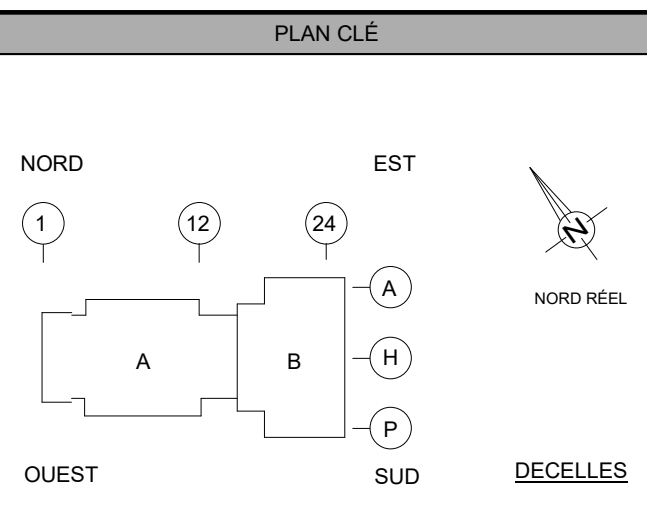 PLAN CLÉ
NORD EST
1 12 24
A
N
NORD RÉEL
A B H
P
OUEST SUD DECELLES